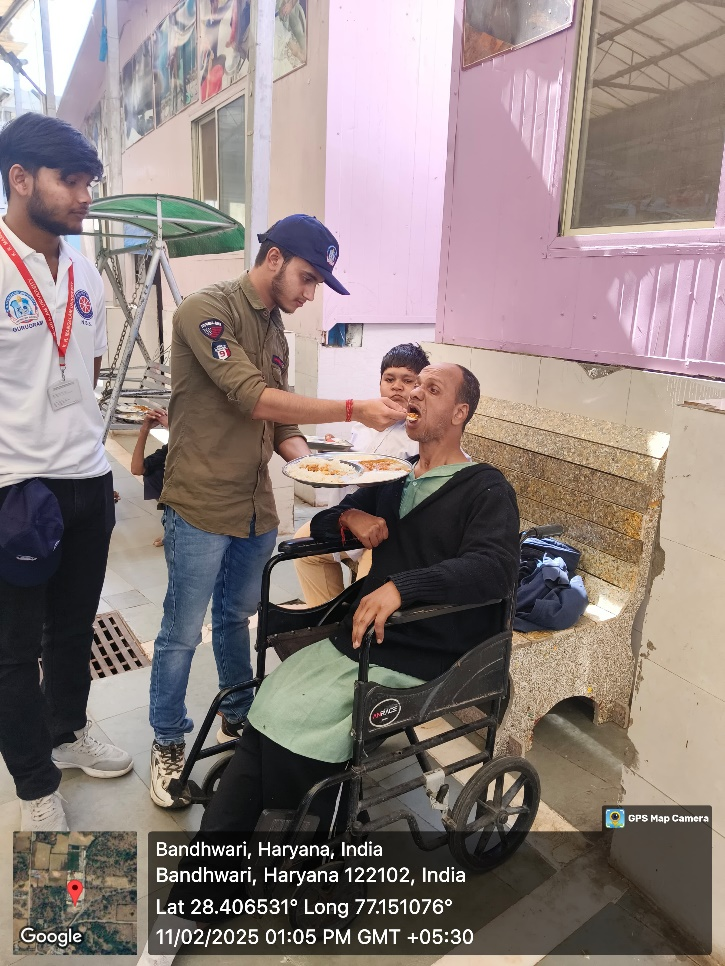 GURUGRAM
N.S.S.
GPS Map Camera
Bandhwari, Haryana, India
Bandhwari, Haryana 122102, India
Lat 28.406531° Long 77.151076°
11/02/2025 01:05 PM GMT +05:30
Google